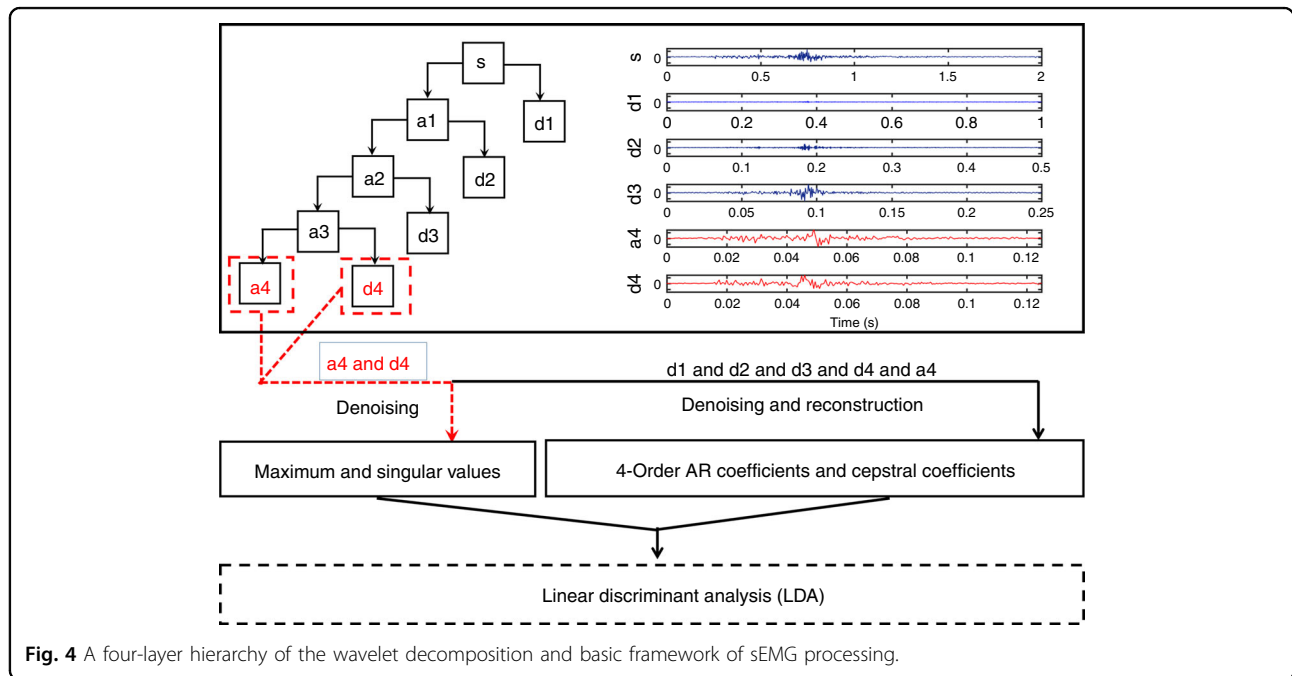 s
a1
d1
a2
d2
a3
d3
a4
d4
s
0
0 0.5 1 1.5 2
d1
0
0 0.2 0.4 0.6 0.8 1
d2
0
0 0.1 0.2 0.3 0.4 0.5
d3
0
0 0.05 0.1 0.15 0.2 0.25
a4
0
0 0.02 0.04 0.06 0.08 0.1 0.12
d4
0
0 0.02 0.04 0.06 0.08 0.1 0.12
Time (s)
a4 and d4
d1 and d2 and d3 and d4 and a4
Denoising
Denoising and reconstruction
Maximum and singular values
4-Order AR coefficients and cepstral coefficients
Linear discriminant analysis (LDA)
Fig. 4 A four-layer hierarchy of the wavelet decomposition and basic framework of sEMG processing.